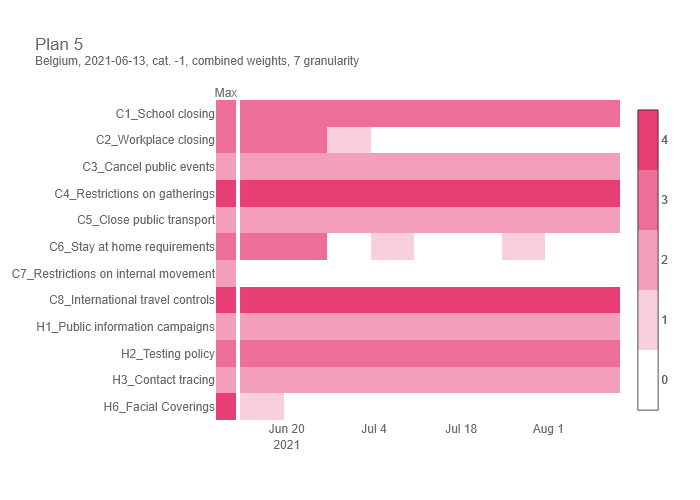 Plan 5
Belgium, 2021-06-13, cat. -1, combined weights, 7 granularity
Max
C1_School closing
C2_Workplace closing
C3_Cancel public events
C4_Restrictions on gatherings
C5_Close public transport
C6_Stay at home requirements
C7_Restrictions on internal movement
C8_International travel controls
H1_Public information campaigns
H2_Testing policy
H3_Contact tracing
H6_Facial Coverings
4
3
2
1
0
Jun 20 Jul 4 Jul 18 Aug 1
2021